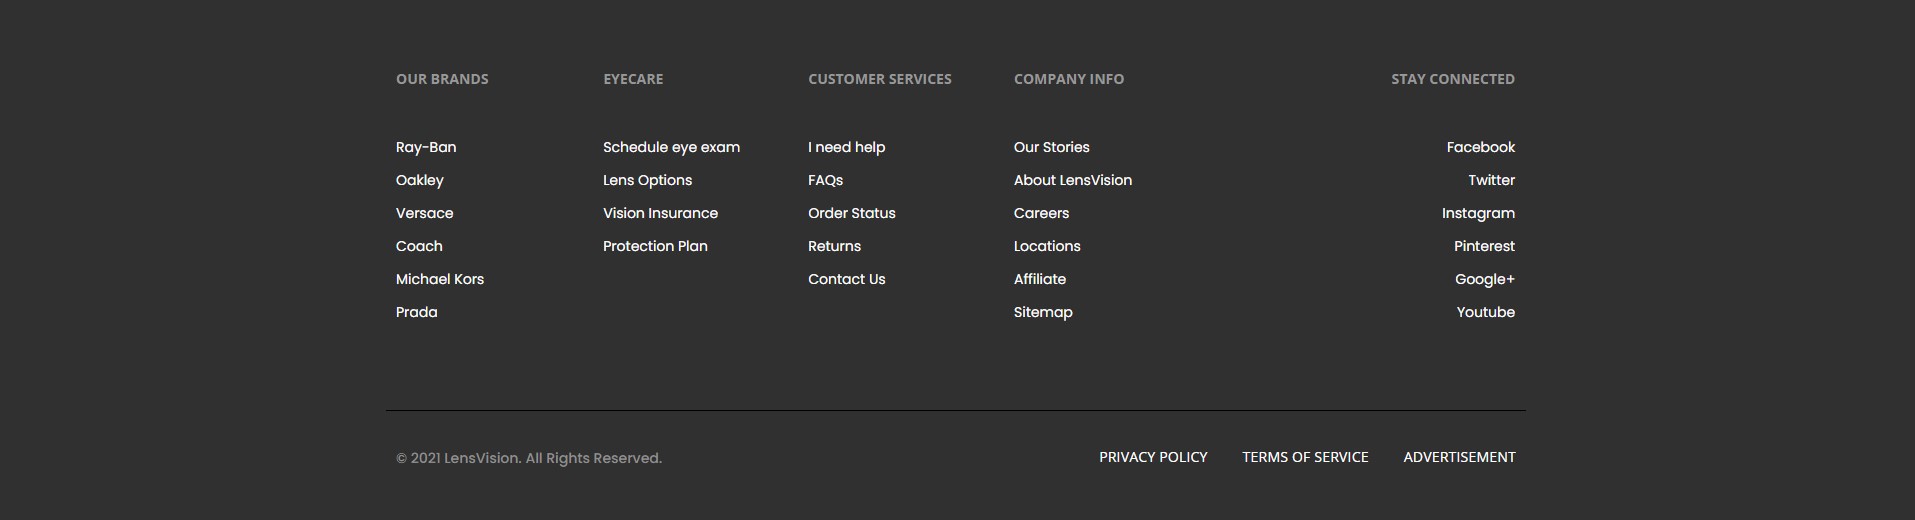 OUR BRANDS
Ray-Ban
Oakley
Versace
Coach
Michael Kors
Prada
EYECARE
Schedule eye exam
Lens Options
Vision Insurance
Protection Plan
CUSTOMER SERVICES
I need help
FAQs
Order Status
Returns
Contact Us
COMPANY INFO
Our Stories
About LensVision
Careers
Locations
Affiliate
Sitemap
STAY CONNECTED
Facebook
Twitter
Instagram
Pinterest
Google+
Youtube
© 2021 LensVision. All Rights Reserved.
PRIVACY POLICY
TERMS OF SERVICE
ADVERTISEMENT